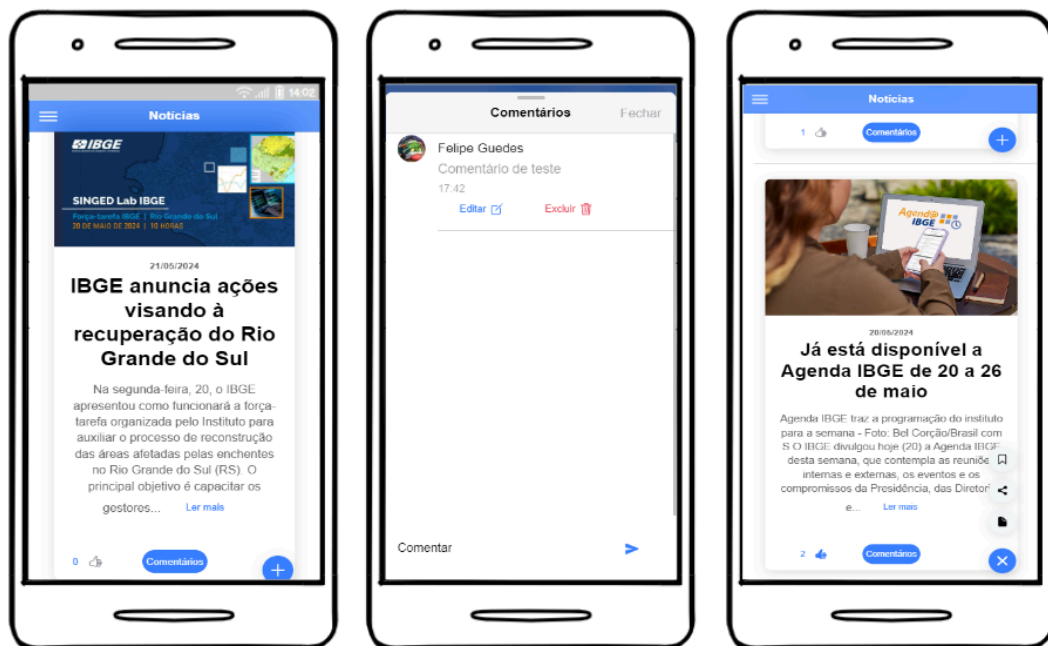 14:02
Notícias
IBGE
SINGED Lab IBGE
Força-tarefa IBGE | Rio Grande do Sul
20 DE MAIO DE 2024 | 10 HORAS
21/05/2024
IBGE anuncia ações
visando à
recuperação do Rio
Grande do Sul
Na segunda-feira, 20, o IBGE
apresentou como funcionará a força-
tarefa organizada pelo Instituto para
auxiliar o processo de reconstrução
das áreas afetadas pelas enchentes
no Rio Grande do Sul (RS). O
principal objetivo é capacitar os
gestores... Ler mais
0 Comentários
Comentários Fechar
Felipe Guedes
Comentário de teste
17:42
Editar Excluir
Comentar
Notícias
1 Comentários
Agend@
IBGE
20/05/2024
Já está disponível a
Agenda IBGE de 20 a 26
de maio
Agenda IBGE traz a programação do instituto
para a semana - Foto: Bel Corção/Brasil com
S O IBGE divulgou hoje (20) a Agenda IBGE
desta semana, que contempla as reuniõe
internas e externas, os eventos e os
compromissos da Presidência, das Diretori
e... Ler mais
2 Comentários